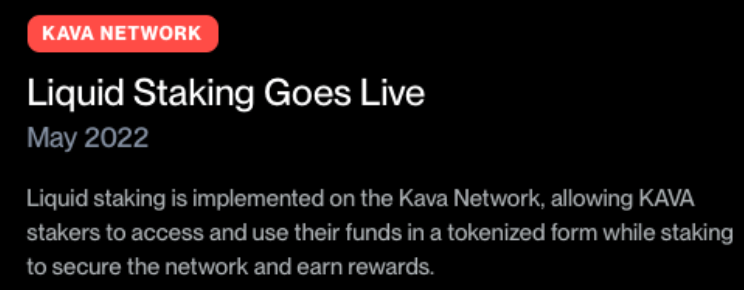 KAVA NETWORK
Liquid Staking Goes Live
May 2022
Liquid staking is implemented on the Kava Network, allowing KAVA
stakers to access and use their funds in a tokenized form while staking
to secure the network and earn rewards.